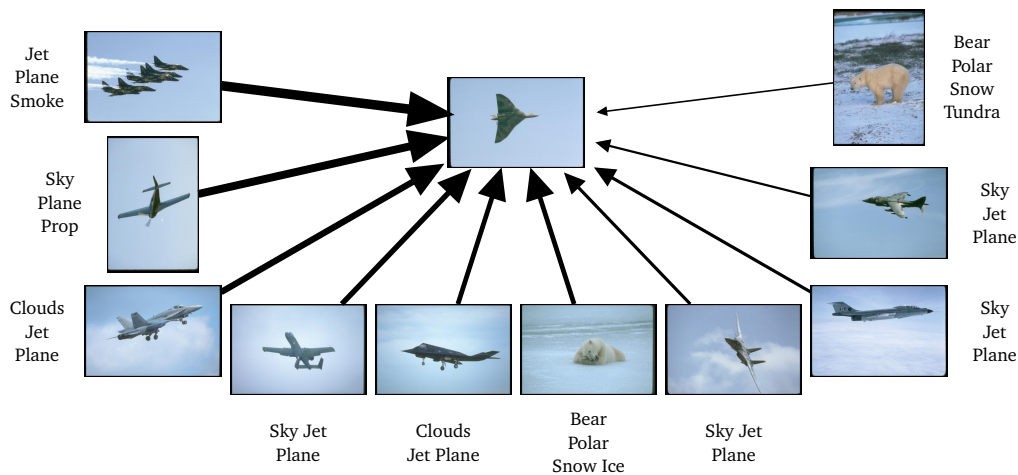 Jet
Plane
Smoke
Bear
Polar
Snow
Tundra
Sky
Plane
Prop
Sky
Jet
Plane
Clouds
Jet
Plane
Sky
Jet
Plane
Sky Jet
Plane
Clouds
Jet Plane
Bear
Polar
Snow Ice
Sky Jet
Plane